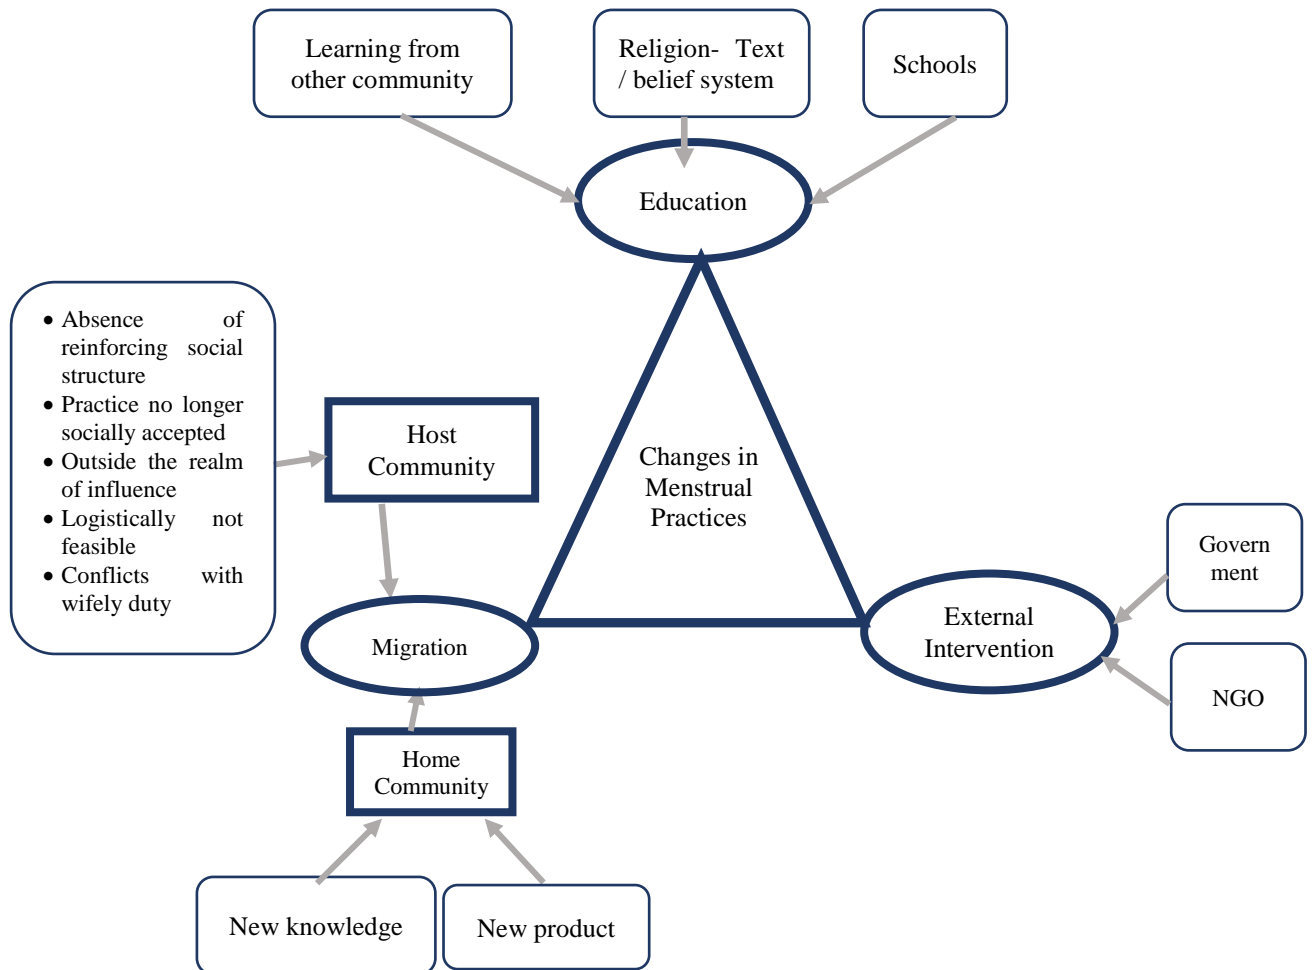 Learning from
other community
Religion- Text
/ belief system
Schools
Education
• Absence of
reinforcing social
structure
• Practice no longer
socially accepted
• Outside the realm
of influence
• Logistically not
feasible
• Conflicts with
wifely duty
Host
Community
Changes in
Menstrual
Practices
Migration
External
Intervention
Govern
ment
NGO
Home
Community
New knowledge
New product